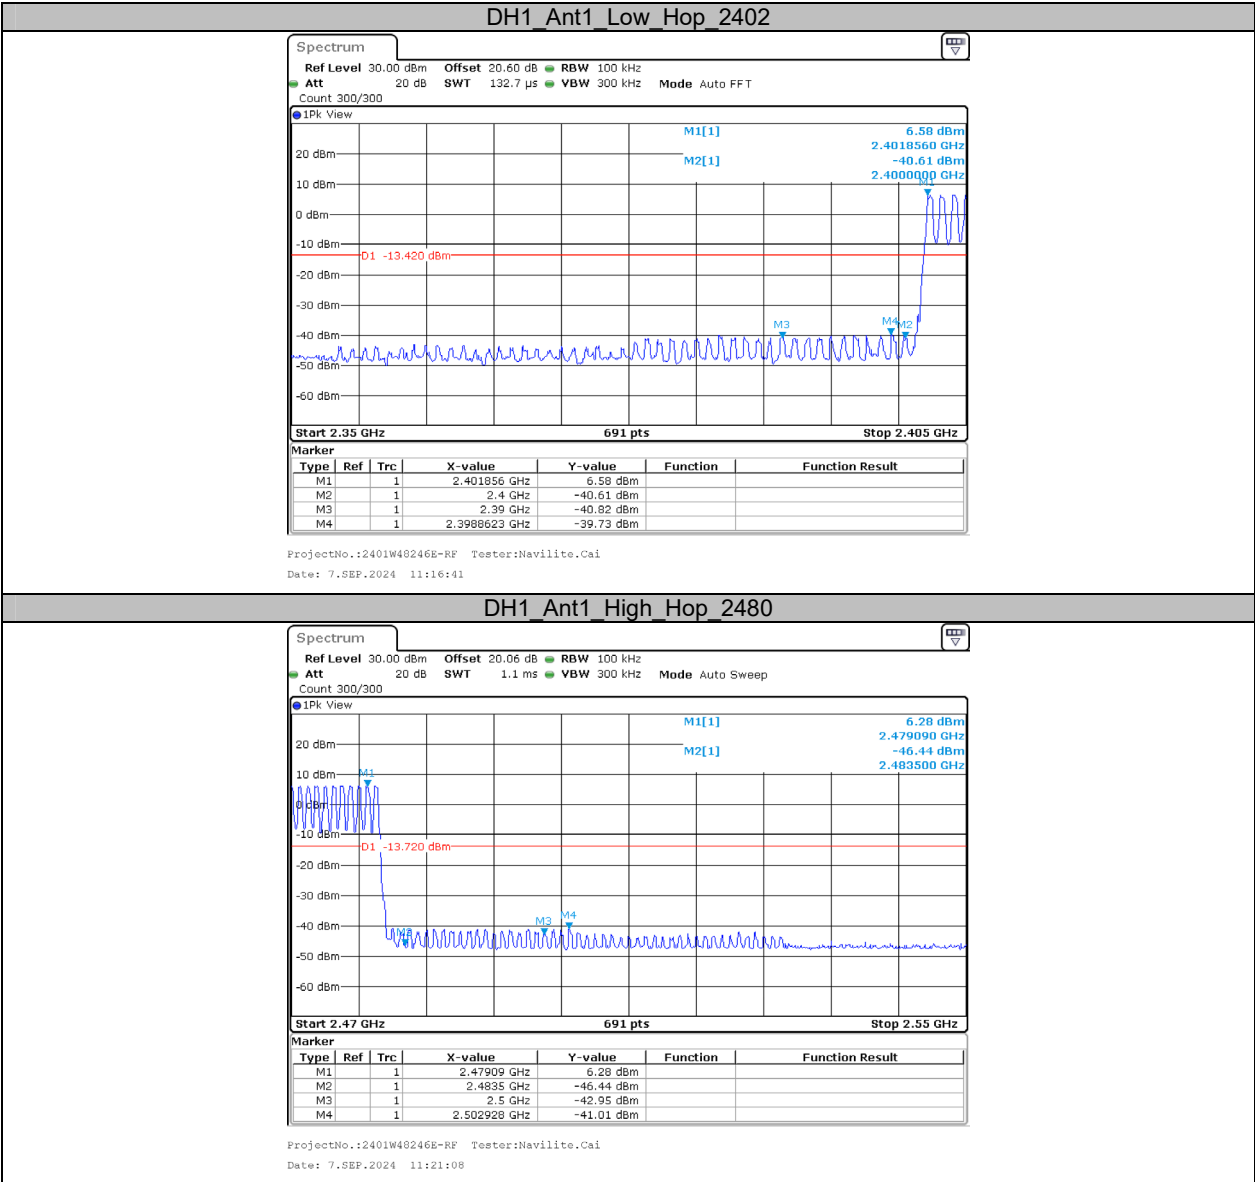 DH1_Ant1_Low_Hop_2402
Spectrum
Ref Level 30.00 dBm Offset 20.60 dB RBW 100 kHz
Att 20 dB SWT 132.7 µs VBW 300 kHz Mode Auto FFT
Count 300/300
1Pk View
M1[1] 6.58 dBm
2.4018560 GHz
M2[1] -40.61 dBm
2.4000000 GHz
M1
20 dBm
10 dBm
0 dBm
-10 dBm
D1 -13.420 dBm
-20 dBm
-30 dBm
M3 M4 M2
-40 dBm
-50 dBm
-60 dBm
Start 2.35 GHz 691 pts Stop 2.405 GHz
Marker
Type Ref Trc X-value Y-value Function Function Result
M1 1 2.401856 GHz 6.58 dBm
M2 1 2.4 GHz -40.61 dBm
M3 1 2.39 GHz -40.82 dBm
M4 1 2.3988623 GHz -39.73 dBm
ProjectNo.:2401W48246E-RF Tester:Navilite.Cai
Date: 7.SEP.2024 11:16:41
DH1_Ant1_High_Hop_2480
Spectrum
Ref Level 30.00 dBm Offset 20.06 dB RBW 100 kHz
Att 20 dB SWT 1.1 ms VBW 300 kHz Mode Auto Sweep
Count 300/300
1Pk View
M1[1] 6.28 dBm
2.479090 GHz
M2[1] -46.44 dBm
2.483500 GHz
20 dBm
10 dBm M1
0 dBm
-10 dBm
D1 -13.720 dBm
-20 dBm
-30 dBm
M3 M4
-40 dBm
M2
-50 dBm
-60 dBm
Start 2.47 GHz 691 pts Stop 2.55 GHz
Marker
Type Ref Trc X-value Y-value Function Function Result
M1 1 2.47909 GHz 6.28 dBm
M2 1 2.4835 GHz -46.44 dBm
M3 1 2.5 GHz -42.95 dBm
M4 1 2.502928 GHz -41.01 dBm
ProjectNo.:2401W48246E-RF Tester:Navilite.Cai
Date: 7.SEP.2024 11:21:08